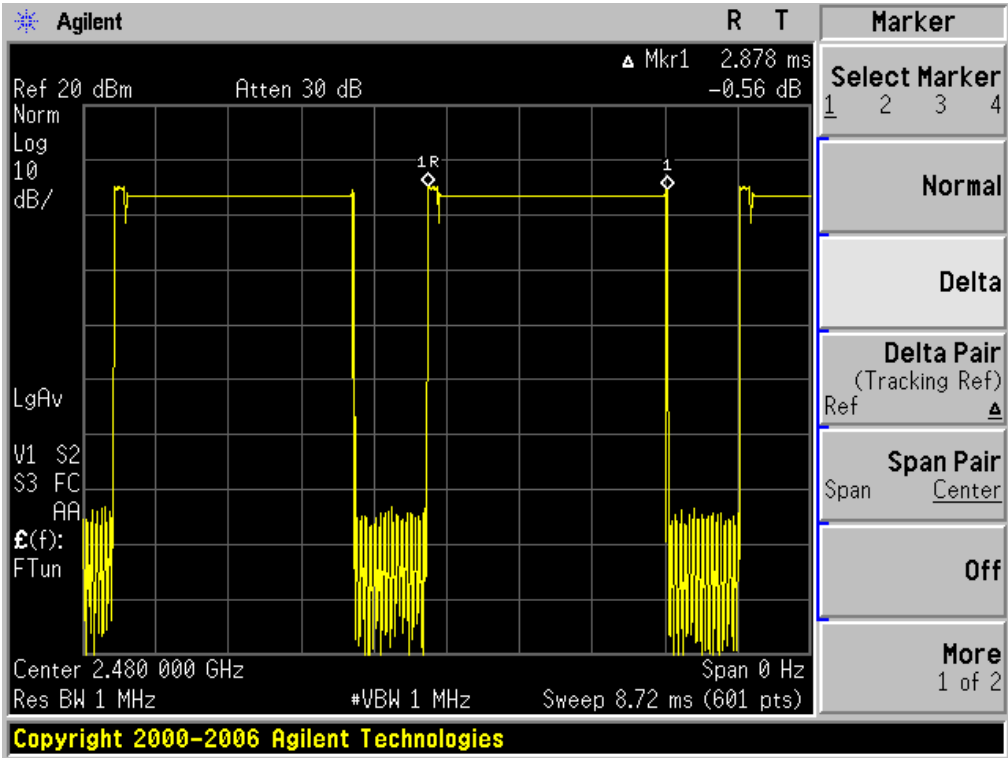 Agilent R T
Δ Mkr1 2.878 ms
Ref 20 dBm Atten 30 dB -0.56 dB
Norm
Log
10
dB/
1R
1
LgAv
V1 S2
S3 FC
AA
£(f):
FTun
Center 2.480 000 GHz Span 0 Hz
Res BW 1 MHz #VBW 1 MHz Sweep 8.72 ms (601 pts)
Copyright 2000-2006 Agilent Technologies
Marker
Select Marker
1 2 3 4
Normal
Delta
Delta Pair
(Tracking Ref)
Ref Δ
Span Pair
Span Center
Off
More
1 of 2